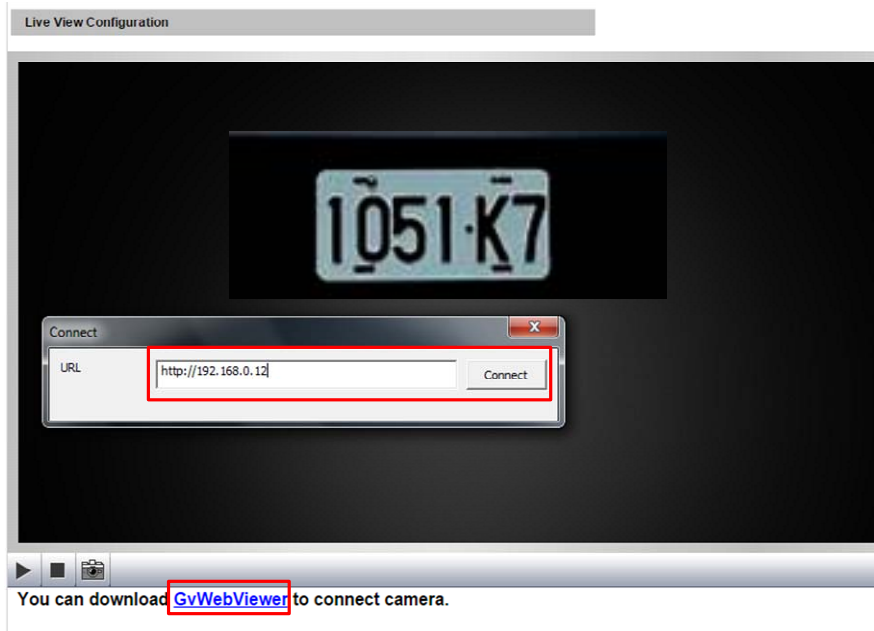 Live View Configuration
1051·K7
Connect
URL
http://192.168.0.12
Connect
You can download GvWebViewer to connect camera.